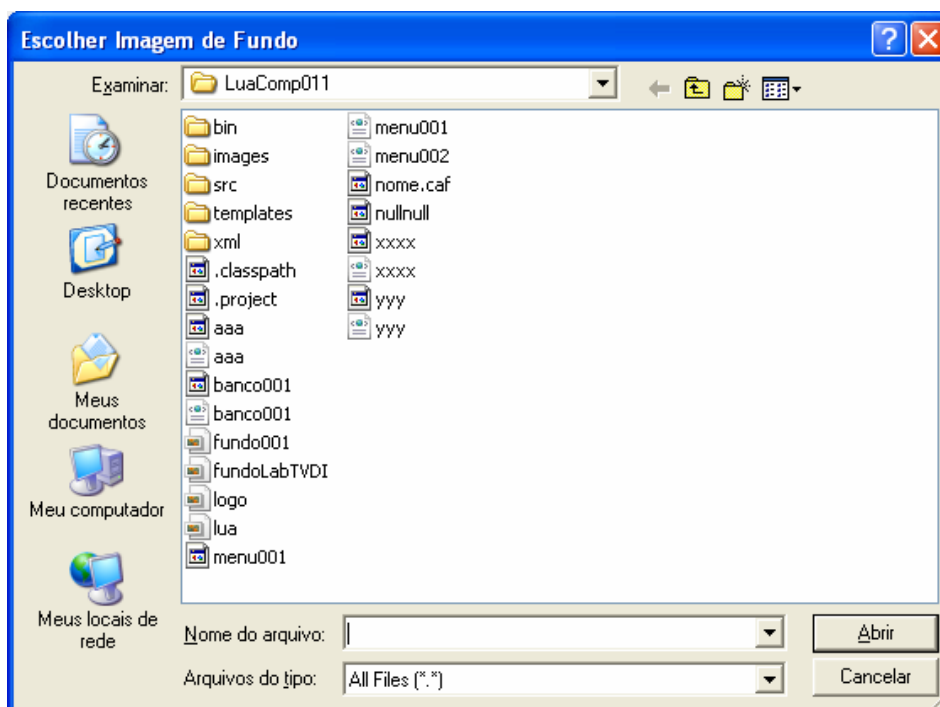 Escolher Imagem de Fundo
Examinar:
LuaComp011
Documentos
recentes
Desktop
Meus
documentos
Meu computador
Meus locais de
rede
bin
images
src
templates
xml
.classpath
.project
aaa
aaa
banco001
banco001
fundo001
fundoLabTVDI
logo
lua
menu001
menu001
menu002
nome.caf
nullnull
xxxx
xxxx
yyy
yyy
Nome do arquivo:
Abrir
Arquivos do tipo:
All Files (*.*)
Cancelar